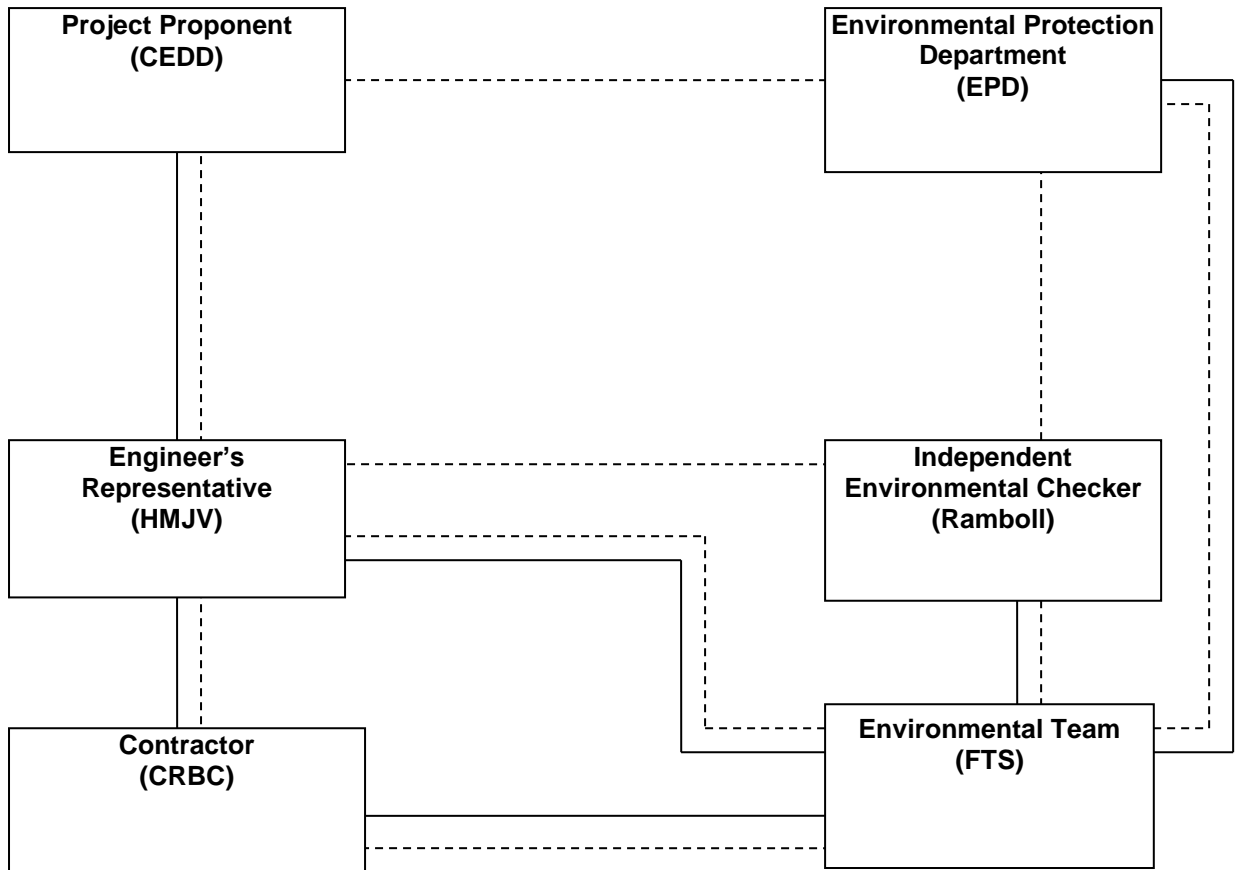 Project Proponent
(CEDD)
Environmental Protection
Department
(EPD)
Engineer's
Representative
(HMJV)
Independent
Environmental Checker
(Ramboll)
Contractor
(CRBC)
Environmental Team
(FTS)